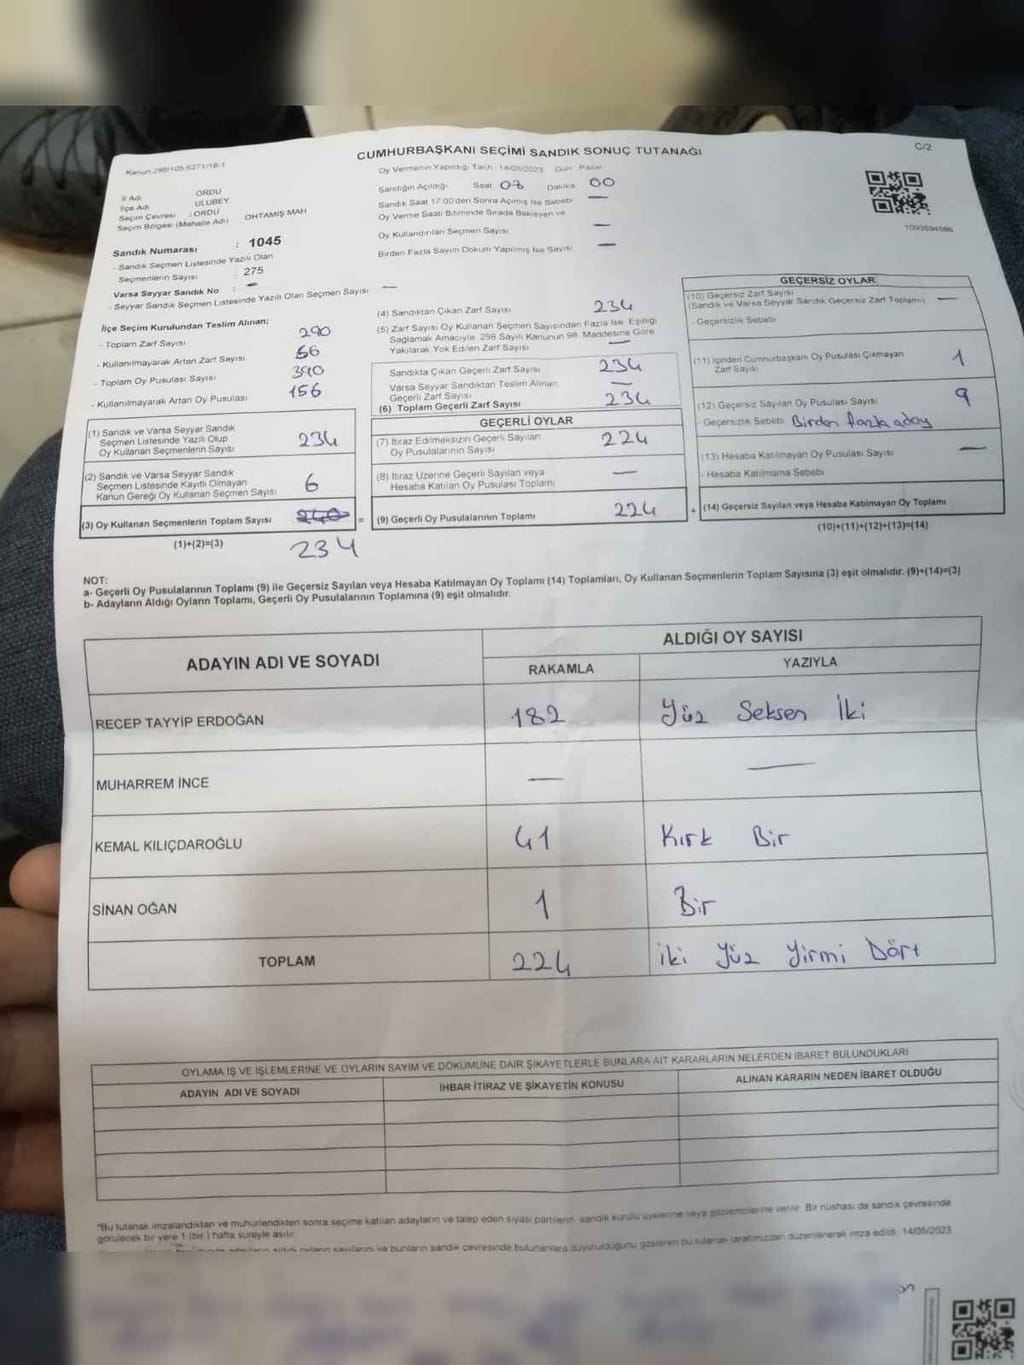 Kanun 298/105 6271/18-1
CUMHURBAŞKANI SEÇİMİ SANDIK SONUÇ TUTANAĞI
C/2
İl Adı ORDU
İlçe Adı ULUBEY
Seçim Çevresi : ORDU
Seçim Bölgesi (Mahalle Adı) OHTAMIŞ MAH
Sandık Numarası : 1045
- Sandık Seçmen Listesinde Yazılı Olan
Seçmenlerin Sayısı : 275
Varsa Seyyar Sandık No : -
- Seyyar Sandık Seçmen Listesinde Yazılı Olan Seçmen Sayısı —
Oy Vermenin Yapıldığı Tarih : 14/05/2023 Gün : Pazar
Sandığın Açıldığı Saat 07 Dakika 00
Sandık Saat 17.00'den Sonra Açılmış İse Sebebi —
Oy Verme Saati Bitiminde Sırada Bekleyen ve
Oy Kullandırılan Seçmen Sayısı —
Birden Fazla Sayım Döküm Yapılmış İse Sayısı —
İlçe Seçim Kurulundan Teslim Alınan;
- Toplam Zarf Sayısı 290
- Kullanılmayarak Artan Zarf Sayısı 56
- Toplam Oy Pusulası Sayısı 390
- Kullanılmayarak Artan Oy Pusulası 156
(1) Sandık ve Varsa Seyyar Sandık
Seçmen Listesinde Yazılı Olup
Oy Kullanan Seçmenlerin Sayısı 234
(2) Sandık ve Varsa Seyyar Sandık
Seçmen Listesinde Kayıtlı Olmayan
Kanun Gereği Oy Kullanan Seçmen Sayısı 6
(3) Oy Kullanan Seçmenlerin Toplam Sayısı 240 =
(1)+(2)=(3) 234
(4) Sandıktan Çıkan Zarf Sayısı 234
(5) Zarf Sayısı Oy Kullanan Seçmen Sayısından Fazla İse, Eşitliği
Sağlamak Amacıyla, 298 Sayılı Kanunun 98. Maddesine Göre
Yakılarak Yok Edilen Zarf Sayısı —
Sandıkta Çıkan Geçerli Zarf Sayısı 234
Varsa Seyyar Sandıktan Teslim Alınan
Geçerli Zarf Sayısı —
(6) Toplam Geçerli Zarf Sayısı 234
GEÇERLİ OYLAR
(7) İtiraz Edilmeksizin Geçerli Sayılan
Oy Pusulalarının Sayısı 224
(8) İtiraz Üzerine Geçerli Sayılan veya
Hesaba Katılan Oy Pusulası Toplamı —
(9) Geçerli Oy Pusulalarının Toplamı 224 +
GEÇERSİZ OYLAR
(10) Geçersiz Zarf Sayısı
(Sandık ve Varsa Seyyar Sandık Geçersiz Zarf Toplamı) —
- Geçersizlik Sebebi
(11) İçinden Cumhurbaşkanı Oy Pusulası Çıkmayan
Zarf Sayısı 1
(12) Geçersiz Sayılan Oy Pusulası Sayısı 9
- Geçersizlik Sebebi Birden fazla aday
(13) Hesaba Katılmayan Oy Pusulası Sayısı —
- Hesaba Katılmama Sebebi
(14) Geçersiz Sayılan veya Hesaba Katılmayan Oy Toplamı
(10)+(11)+(12)+(13)=(14)
NOT:
a- Geçerli Oy Pusulalarının Toplamı (9) ile Geçersiz Sayılan veya Hesaba Katılmayan Oy Toplamı (14) Toplamları, Oy Kullanan Seçmenlerin Toplam Sayısına (3) eşit olmalıdır. (9)+(14)=(3)
b- Adayların Aldığı Oyların Toplamı, Geçerli Oy Pusulalarının Toplamına (9) eşit olmalıdır.
ADAYIN ADI VE SOYADI ALDIĞI OY SAYISI
RAKAMLA YAZIYLA
RECEP TAYYİP ERDOĞAN 182 Yüz Seksen İki
MUHARREM İNCE — —
KEMAL KILIÇDAROĞLU 41 Kırk Bir
SİNAN OĞAN 1 Bir
TOPLAM 224 İki Yüz Yirmi Dört
OYLAMA İŞ VE İŞLEMLERİNE VE OYLARIN SAYIM VE DÖKÜMÜNE DAİR ŞİKAYETLERLE BUNLARA AİT KARARLARIN NELERDEN İBARET BULUNDUKLARI
ADAYIN ADI VE SOYADI İHBAR İTİRAZ VE ŞİKAYETİN KONUSU ALINAN KARARIN NEDEN İBARET OLDUĞU
"Bu tutanak imzalandıktan ve mühürlendikten sonra seçime katılan adayların ve talep eden siyasi partilerin sandık kurulu üyelerine veya gözlemcilerine verilir. Bir nüshası da sandık çevresinde
görülecek bir yere 1 (bir ) hafta süreyle asılır.
adayların aldığı oyların sayılarını ve bunların sandık çevresinde bulunanlara duyurulduğunu gösteren bu tutanak tarafımızdan düzenlenerek imza edildi. 14/05/2023